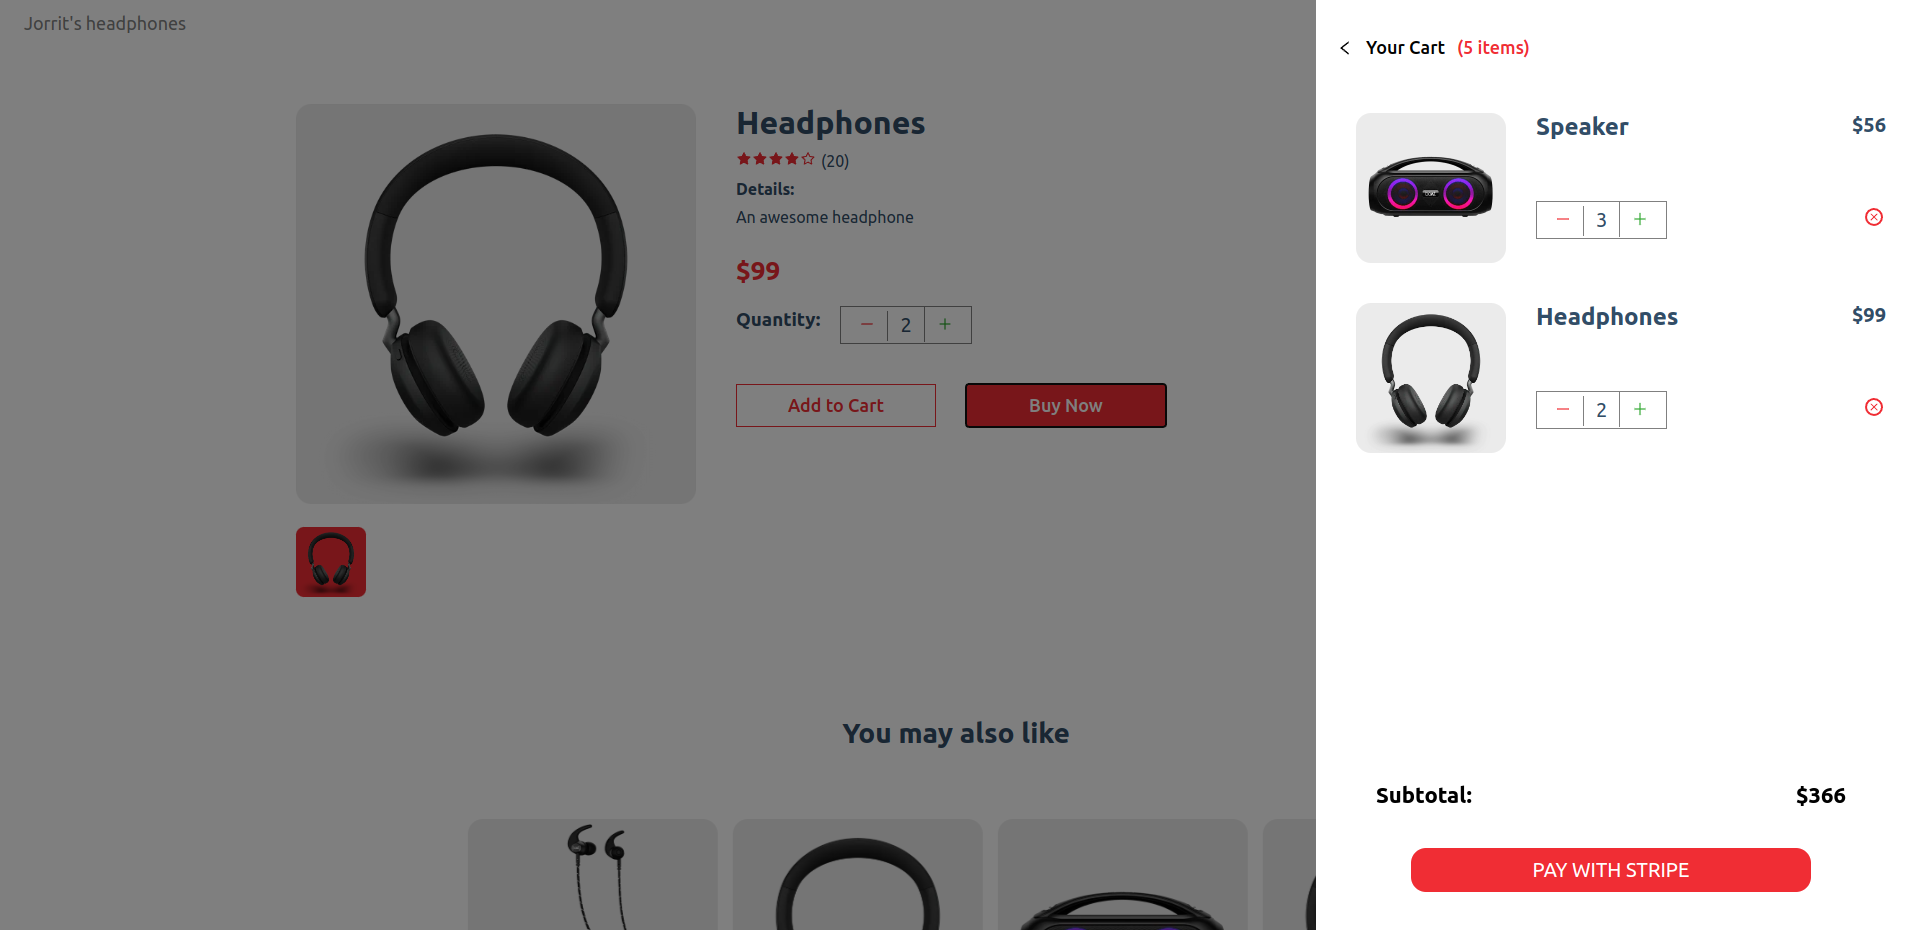 Jorrit's headphones
Headphones
(20)
Details:
An awesome headphone
$99
Quantity: 2
Add to Cart
Buy Now
You may also like
Your Cart (5 items)
Speaker $56
3
Headphones $99
2
Subtotal: $366
PAY WITH STRIPE